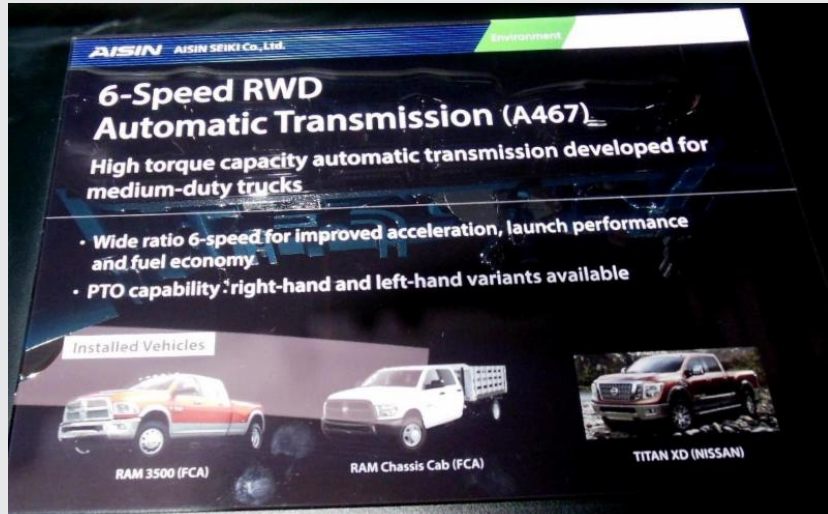 AISIN AISIN SEIKI Co., Ltd.
Environment
6-Speed RWD
Automatic Transmission (A467)
High torque capacity automatic transmission developed for
medium-duty trucks
• Wide ratio 6-speed for improved acceleration, launch performance
and fuel economy
• PTO capability: right-hand and left-hand variants available
Installed Vehicles
RAM 3500 (FCA)
RAM Chassis Cab (FCA)
TITAN XD (NISSAN)